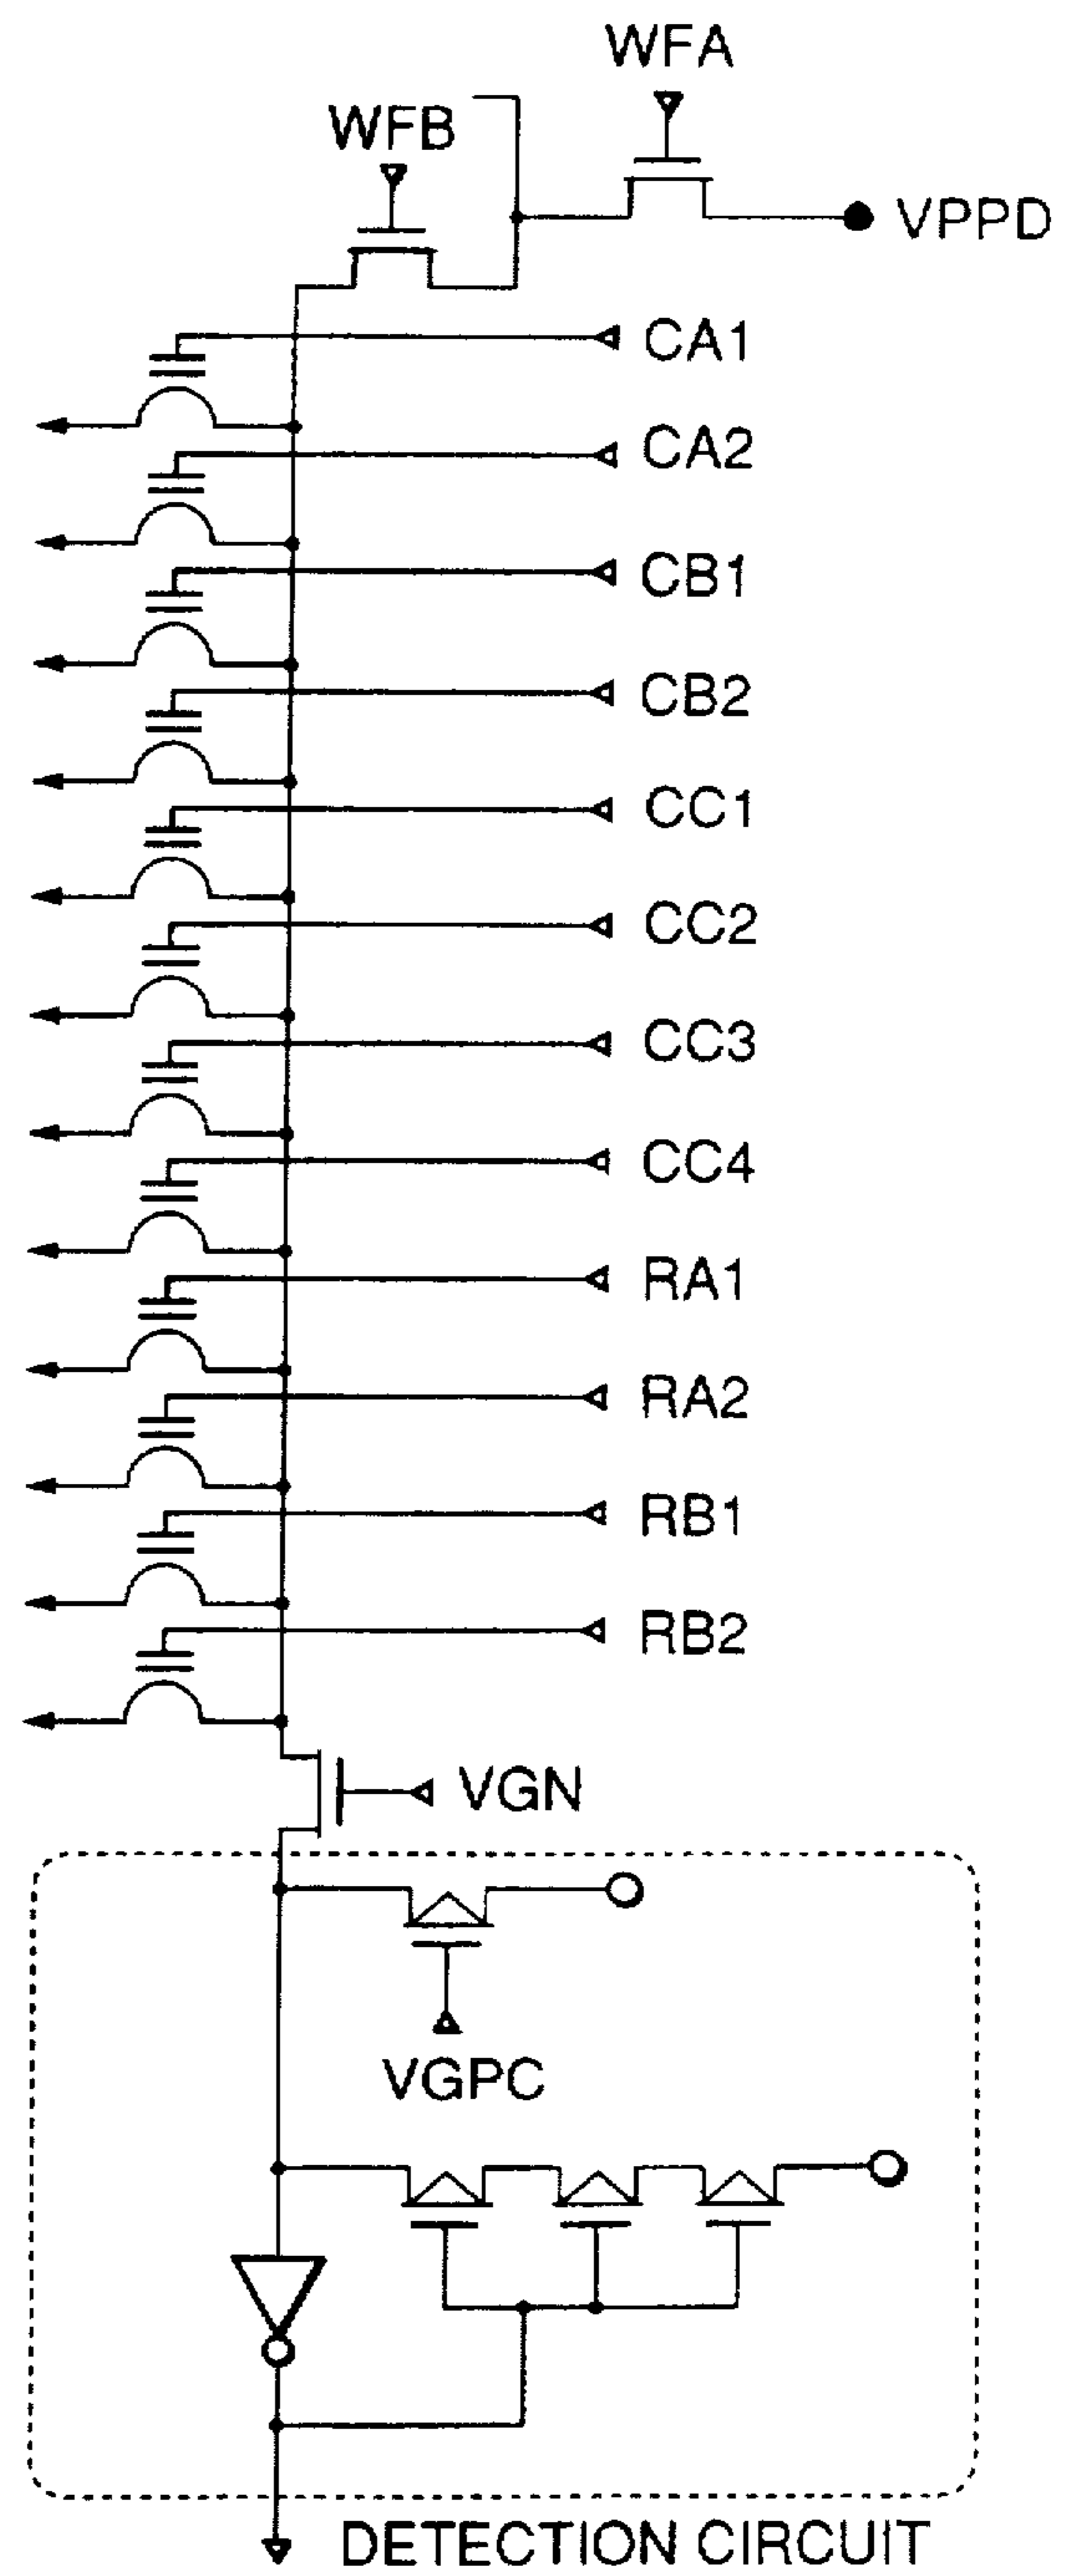 WFA
WFB
VPPD
CA1
CA2
CB1
CB2
CC1
CC2
CC3
CC4
RA1
RA2
RB1
RB2
VGN
VGPC
DETECTION CIRCUIT